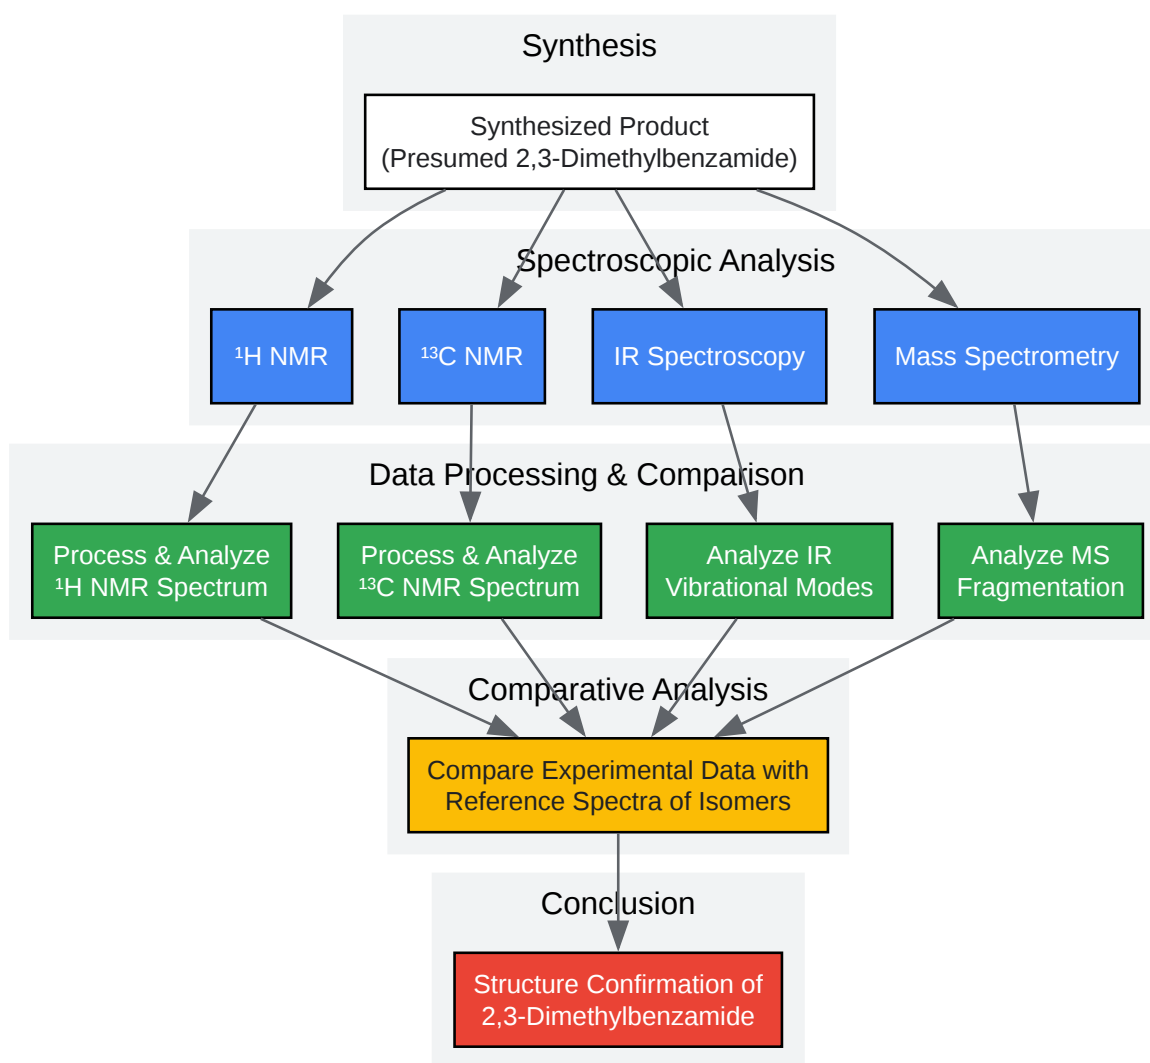 Synthesis
Synthesized Product
(Presumed 2,3-Dimethylbenzamide)
Spectroscopic Analysis
¹H NMR
¹³C NMR
IR Spectroscopy
Mass Spectrometry
Data Processing & Comparison
Process & Analyze
¹H NMR Spectrum
Process & Analyze
¹³C NMR Spectrum
Analyze IR
Vibrational Modes
Analyze MS
Fragmentation
Comparative Analysis
Compare Experimental Data with
Reference Spectra of Isomers
Conclusion
Structure Confirmation of
2,3-Dimethylbenzamide